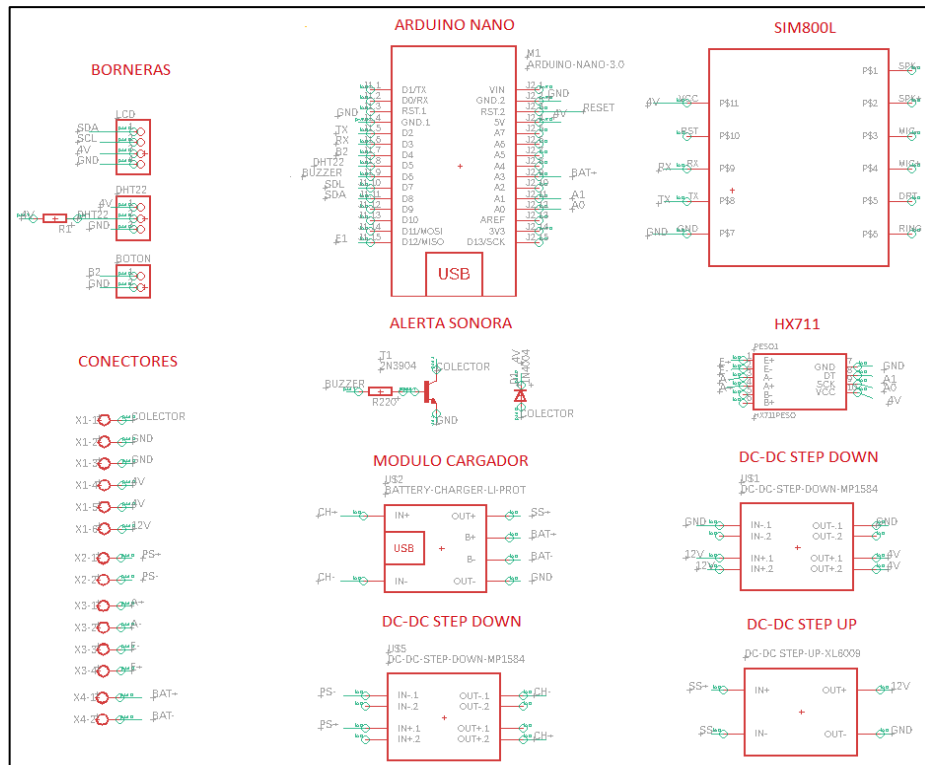 ARDUINO NANO
SIM800L
BORNERAS
M1
ARDUINO-NANO-3.0
LCD
SDA
SCL
4V
GND
DHT22
4V
DHT22
GND
4V
R1
BOTON
B2
GND
J1.1 D1/TX VIN J2.1
J1.2 D0/RX GND.2 J2.2 GND
RST.1 RST.2 RESET
GND GND.1 5V 4V
TX D2 A7
RX D3 A6
B2 D4 A5
DHT22 D5 A4
BUZZER D6 A3 BAT+
SDL D7 A2
SDA D8 A1 A1
D9 A0 A0
D10 AREF
D11/MOSI 3V3
D12/MISO D13/SCK
USB
P$1 SPK-
4V VCC P$11 P$2 SPK+
RST P$10 P$3 MIC-
RX RX P$9 P$4 MIC+
TX TX P$8 P$5
GND GND P$7 P$6 RING
ALERTA SONORA
HX711
T1
2N3904
COLECTOR
BUZZER
R220
GND
4V
1N4004
COLECTOR
PESO1
E+ GND GND
E- DT A1
A- SCK A0
A+ VCC 4V
B-
B+
HX711PESO
CONECTORES
X1-1 COLECTOR
X1-2 GND
X1-3 GND
X1-4 4V
X1-5 4V
X1-6 12V
X2-1 PS+
X2-2 PS-
X3-1 A+
X3-2 A-
X3-3 E-
X3-4 E+
X4-1 BAT+
X4-2 BAT-
MODULO CARGADOR
U$2
BATTERY-CHARGER-LI-PROT
CH+ IN+ OUT+ SS+
B+ BAT+
USB
B- BAT-
CH- IN- OUT- GND
DC-DC STEP DOWN
U$1
DC-DC-STEP-DOWN-MP1584
GND IN-.1 OUT-.1 GND
IN-.2 OUT-.2
12V IN+.1 OUT+.1 4V
12V IN+.2 OUT+.2 4V
DC-DC STEP DOWN
U$5
DC-DC-STEP-DOWN-MP1584
PS- IN-.1 OUT-.1 CH-
IN-.2 OUT-.2
PS+ IN+.1 OUT+.1
IN+.2 OUT+.2 CH+
DC-DC STEP UP
DC-DC STEP-UP-XL6009
SS+ IN+ OUT+ 12V
SS- IN- OUT- GND